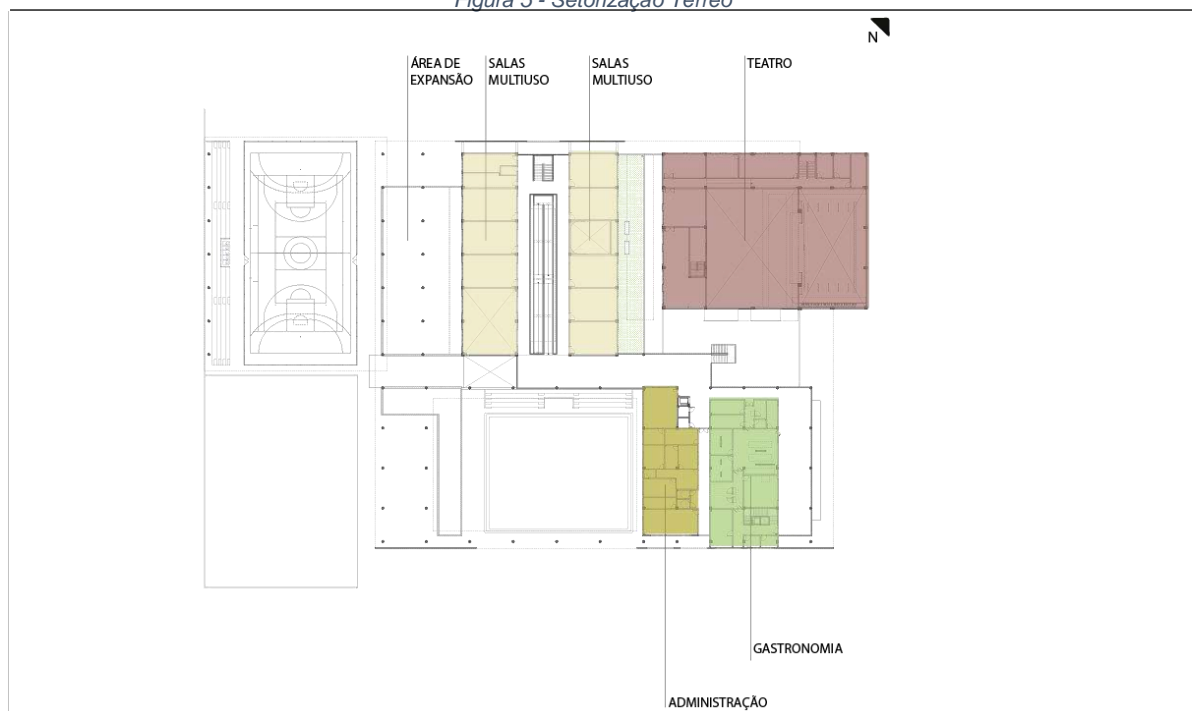 Figura 5 - Setorização Térreo
N
ÁREA DE
EXPANSÃO
SALAS
MULTIUSO
SALAS
MULTIUSO
TEATRO
GASTRONOMIA
ADMINISTRAÇÃO